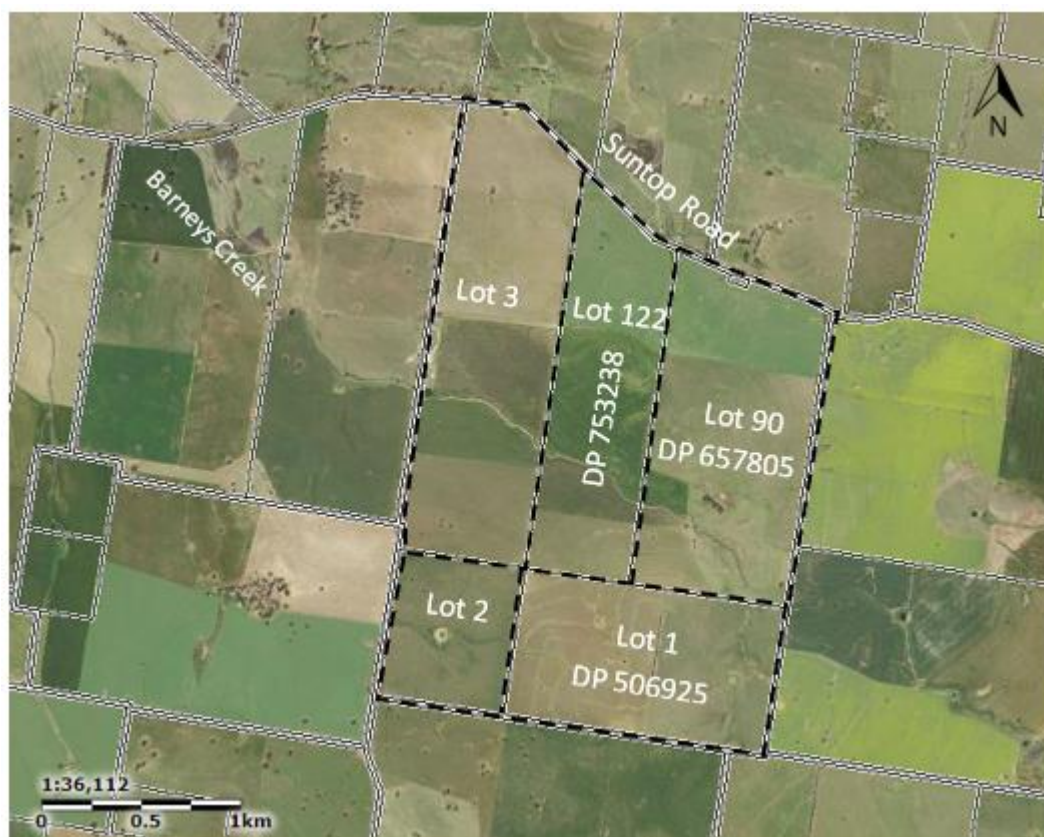 N
Suntop Road
Barneys Creek
Lot 3
Lot 122
DP 753238
Lot 90
DP 657805
Lot 2
Lot 1
DP 506925
1:36,112
0 0.5 1km